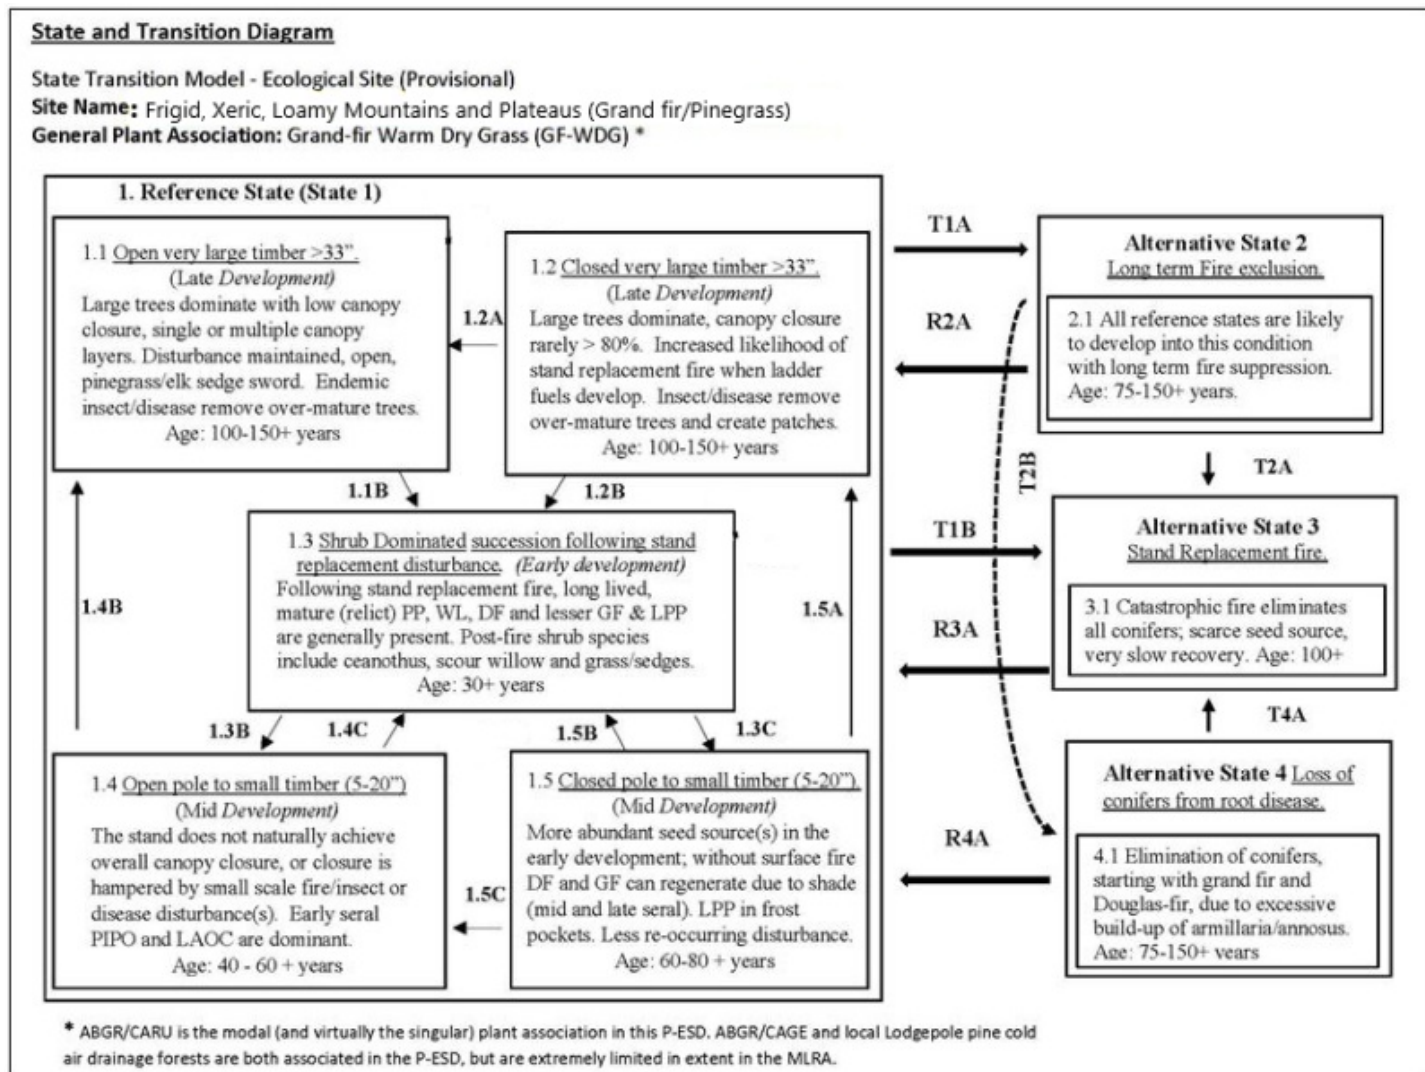 State and Transition Diagram
State Transition Model - Ecological Site (Provisional)
Site Name: Frigid, Xeric, Loamy Mountains and Plateaus (Grand fir/Pinegrass)
General Plant Association: Grand-fir Warm Dry Grass (GF-WDG) *
1. Reference State (State 1)
1.1 Open very large timber >33”.
(Late Development)
Large trees dominate with low canopy
closure, single or multiple canopy
layers. Disturbance maintained, open,
pinegrass/elk sedge sword. Endemic
insect/disease remove over-mature trees.
Age: 100-150+ years
1.2A
1.2 Closed very large timber >33”.
(Late Development)
Large trees dominate, canopy closure
rarely > 80%. Increased likelihood of
stand replacement fire when ladder
fuels develop. Insect/disease remove
over-mature trees and create patches.
Age: 100-150+ years
1.1B
1.2B
1.3 Shrub Dominated succession following stand
replacement disturbance. (Early development)
Following stand replacement fire, long lived,
mature (relict) PP, WL, DF and lesser GF & LPP
are generally present. Post-fire shrub species
include ceanothus, scour willow and grass/sedges.
Age: 30+ years
1.4B
1.5A
1.3B
1.4C
1.5B
1.3C
1.4 Open pole to small timber (5-20”)
(Mid Development)
The stand does not naturally achieve
overall canopy closure, or closure is
hampered by small scale fire/insect or
disease disturbance(s). Early seral
PIPO and LAOC are dominant.
Age: 40 - 60 + years
1.5C
1.5 Closed pole to small timber (5-20”).
(Mid Development)
More abundant seed source(s) in the
early development; without surface fire
DF and GF can regenerate due to shade
(mid and late seral). LPP in frost
pockets. Less re-occurring disturbance.
Age: 60-80 + years
T1A
R2A
T2B
T1B
R3A
R4A
Alternative State 2
Long term Fire exclusion.
2.1 All reference states are likely
to develop into this condition
with long term fire suppression.
Age: 75-150+ years.
T2A
Alternative State 3
Stand Replacement fire.
3.1 Catastrophic fire eliminates
all conifers; scarce seed source,
very slow recovery. Age: 100+
T4A
Alternative State 4 Loss of
conifers from root disease.
4.1 Elimination of conifers,
starting with grand fir and
Douglas-fir, due to excessive
build-up of armillaria/annosus.
Age: 75-150+ years
* ABGR/CARU is the modal (and virtually the singular) plant association in this P-ESD. ABGR/CAGE and local Lodgepole pine cold
air drainage forests are both associated in the P-ESD, but are extremely limited in extent in the MLRA.